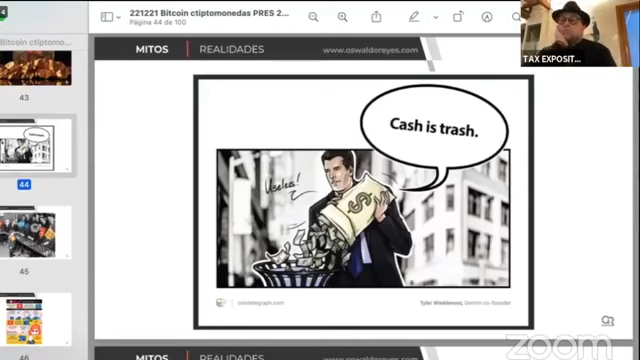 221221 Bitcoin ctiptomonedas PRES 2...
Página 44 de 100
Bitcoin ctiptomo...
MITOS | REALIDADES
www.oswaldoreyes.com
TAX EXPOSIT...
43
Cash is trash.
Useless!
$
44
cointelegraph.com
Tyler Winklevoss, Gemini co-founder
45
OR
zoom
MITOS | REALIDADES
www.oswaldoreyes.com
46